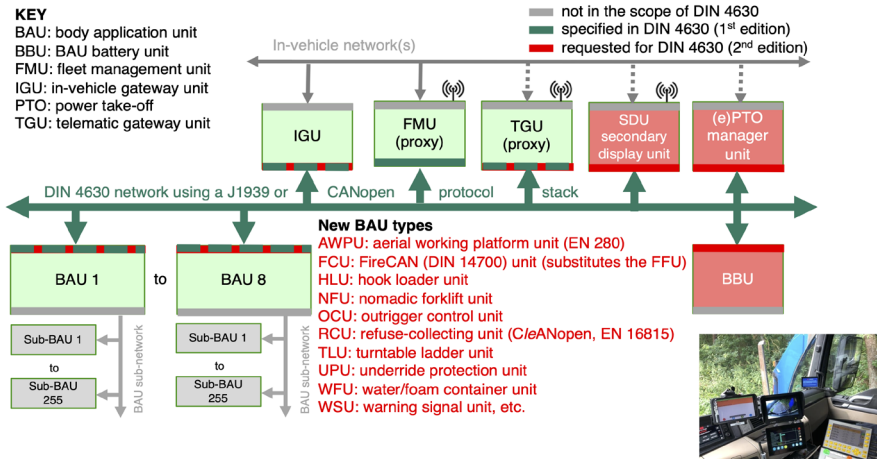 KEY
BAU: body application unit
BBU: BAU battery unit
FMU: fleet management unit
IGU: in-vehicle gateway unit
PTO: power take-off
TGU: telematic gateway unit
not in the scope of DIN 4630
specified in DIN 4630 (1st edition)
requested for DIN 4630 (2nd edition)
In-vehicle network(s)
IGU
FMU
(proxy)
TGU
(proxy)
SDU
secondary
display unit
(e)PTO
manager
unit
DIN 4630 network using a J1939 or CANopen protocol stack
BAU 1
to
BAU 8
BBU
Sub-BAU 1
to
Sub-BAU
255
BAU sub-network
Sub-BAU 1
to
Sub-BAU
255
BAU sub-network
New BAU types
AWPU: aerial working platform unit (EN 280)
FCU: FireCAN (DIN 14700) unit (substitutes the FFU)
HLU: hook loader unit
NFU: nomadic forklift unit
OCU: outrigger control unit
RCU: refuse-collecting unit (CleANopen, EN 16815)
TLU: turntable ladder unit
UPU: underride protection unit
WFU: water/foam container unit
WSU: warning signal unit, etc.